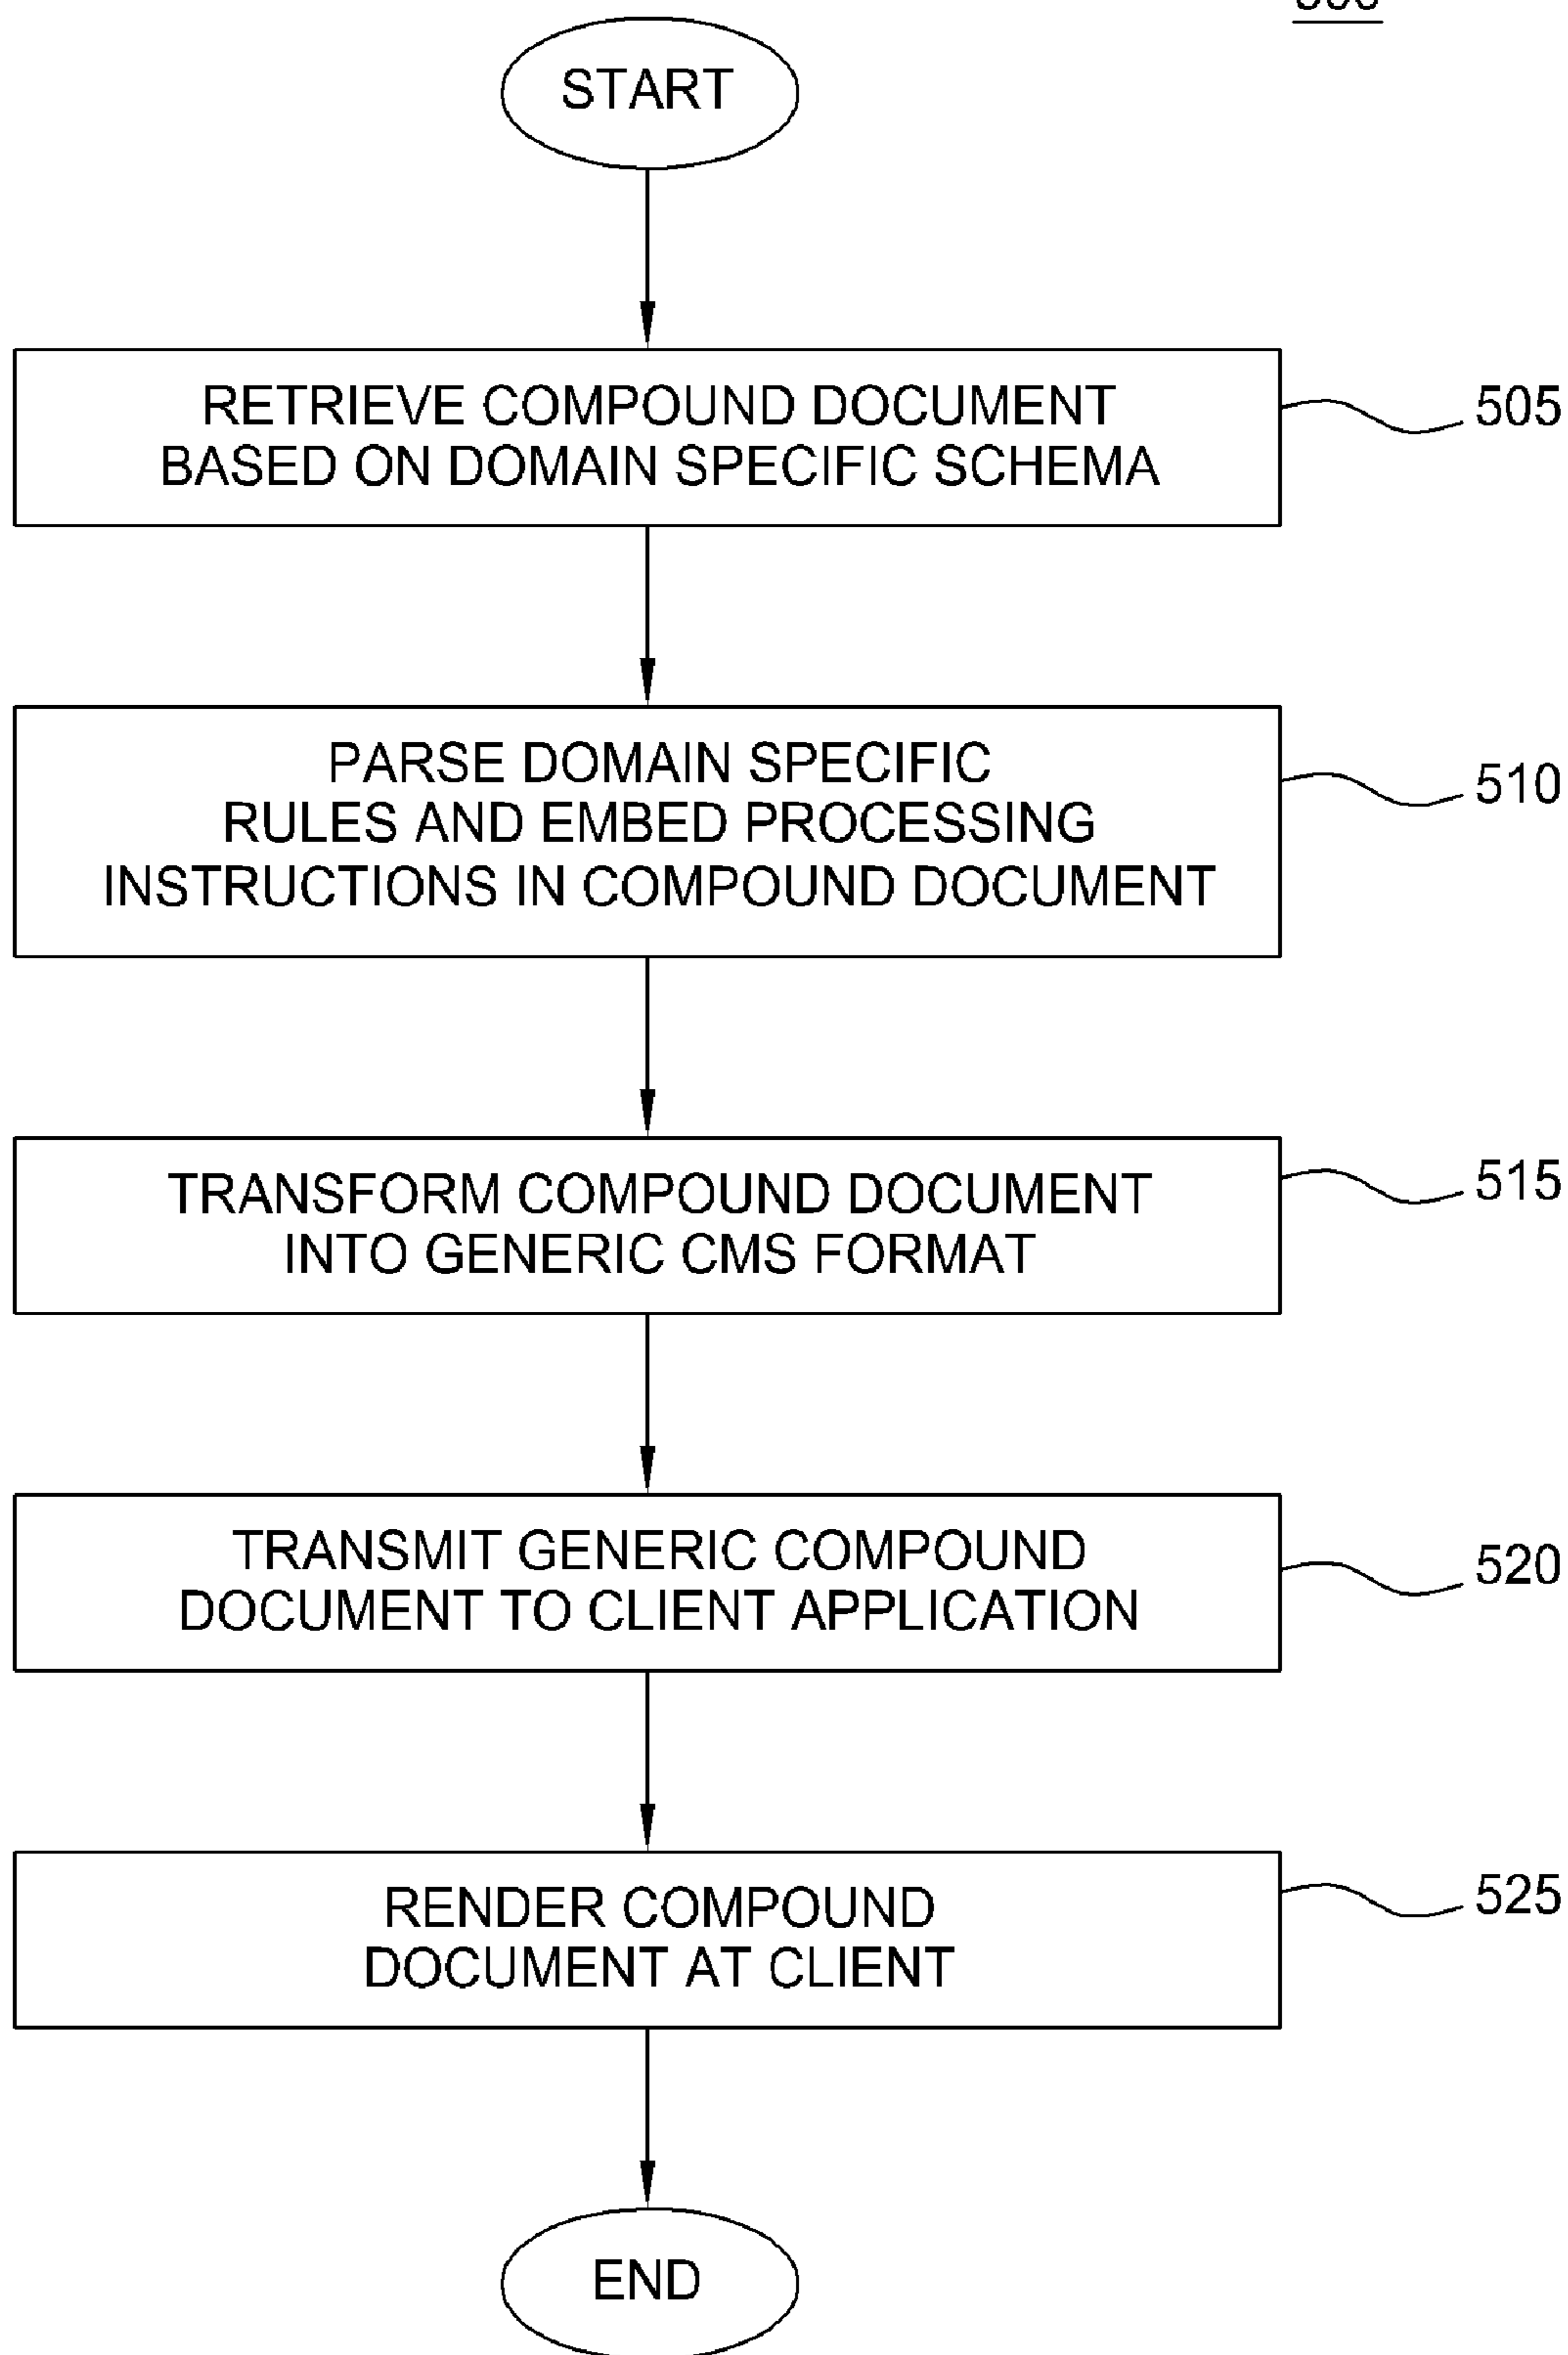 START
RETRIEVE COMPOUND DOCUMENT
BASED ON DOMAIN SPECIFIC SCHEMA
505
PARSE DOMAIN SPECIFIC
RULES AND EMBED PROCESSING
INSTRUCTIONS IN COMPOUND DOCUMENT
510
TRANSFORM COMPOUND DOCUMENT
INTO GENERIC CMS FORMAT
515
TRANSMIT GENERIC COMPOUND
DOCUMENT TO CLIENT APPLICATION
520
RENDER COMPOUND
DOCUMENT AT CLIENT
525
END